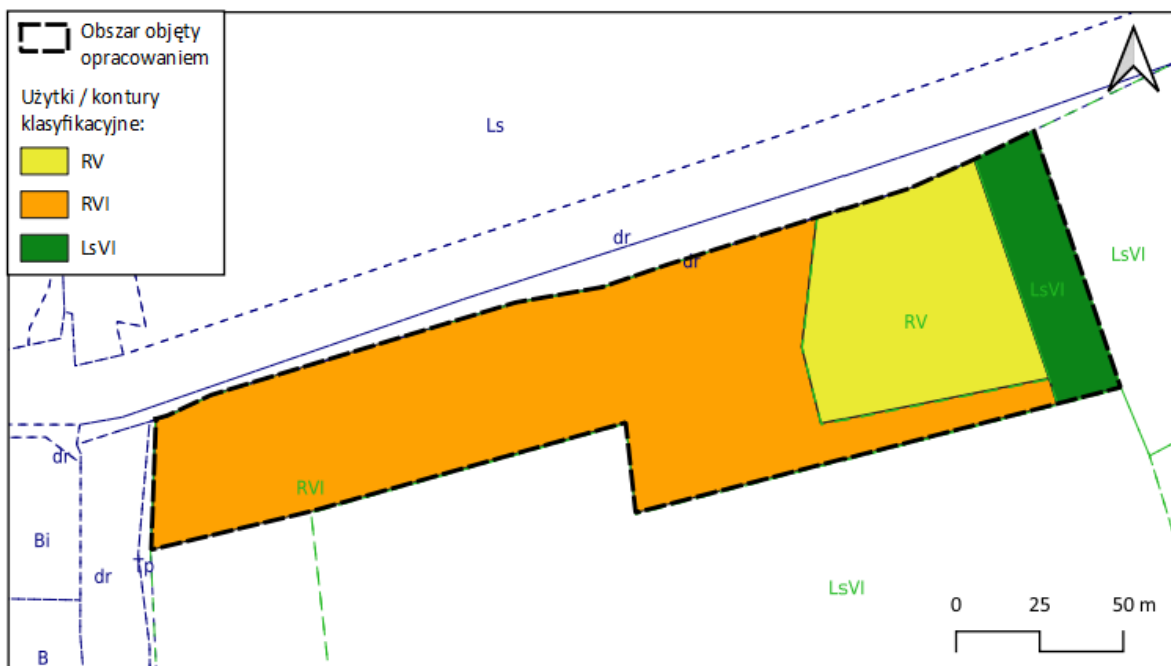 Obszar objęty
opracowaniem
Użytki / kontury
klasyfikacyjne:
RV
RVI
LsVI
Ls
dr
dr
LsVI
LsVI
RV
dr
RVI
Bi
Tp
dr
LsVI
B
0 25 50 m